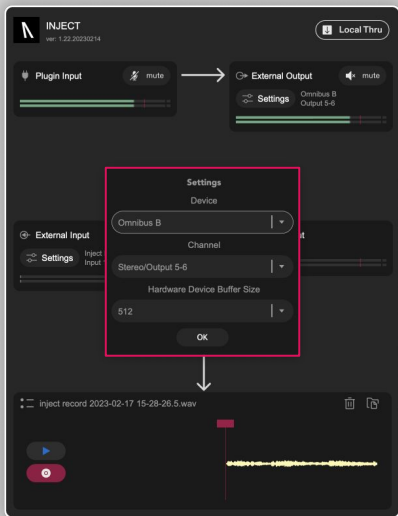 INJECT
ver: 1.22.20230214
Local Thru
Plugin Input
mute
External Output
mute
Settings
Omnibus B
Output 5-6
External Input
Settings
Inject
Input
Settings
Device
Omnibus B
Channel
Stereo/Output 5-6
Hardware Device Buffer Size
512
OK
inject record 2023-02-17 15-28-26.5.wav